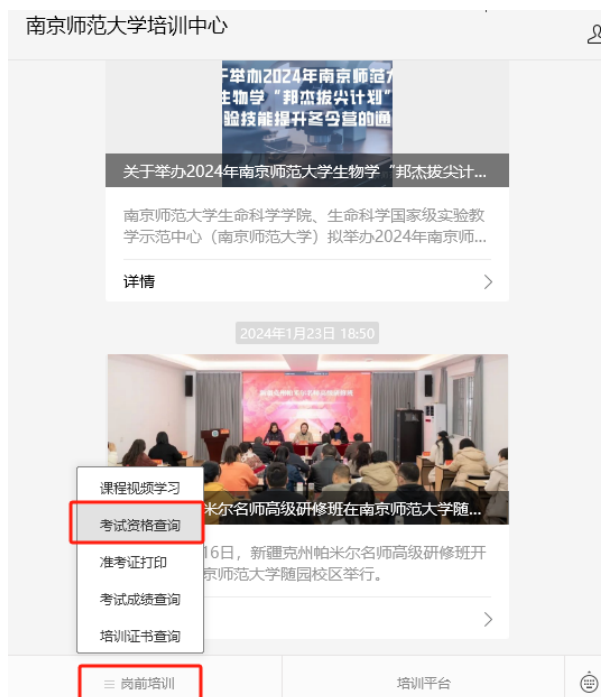 南京师范大学培训中心
于举办2024年南京师范大
生物学“邦杰拔尖计划”
验技能提升冬令营的通
关于举办2024年南京师范大学生物学“邦杰拔尖计...
南京师范大学生命科学学院、生命科学国家级实验教
学示范中心（南京师范大学）拟举办2024年南京师...
详情
2024年1月23日 18:50
课程视频学习
考试资格查询
准考证打印
考试成绩查询
培训证书查询
米尔名师高级研修班在南京师范大学随...
16日，新疆克州帕米尔名师高级研修班开
京师范大学随园校区举行。
岗前培训
培训平台